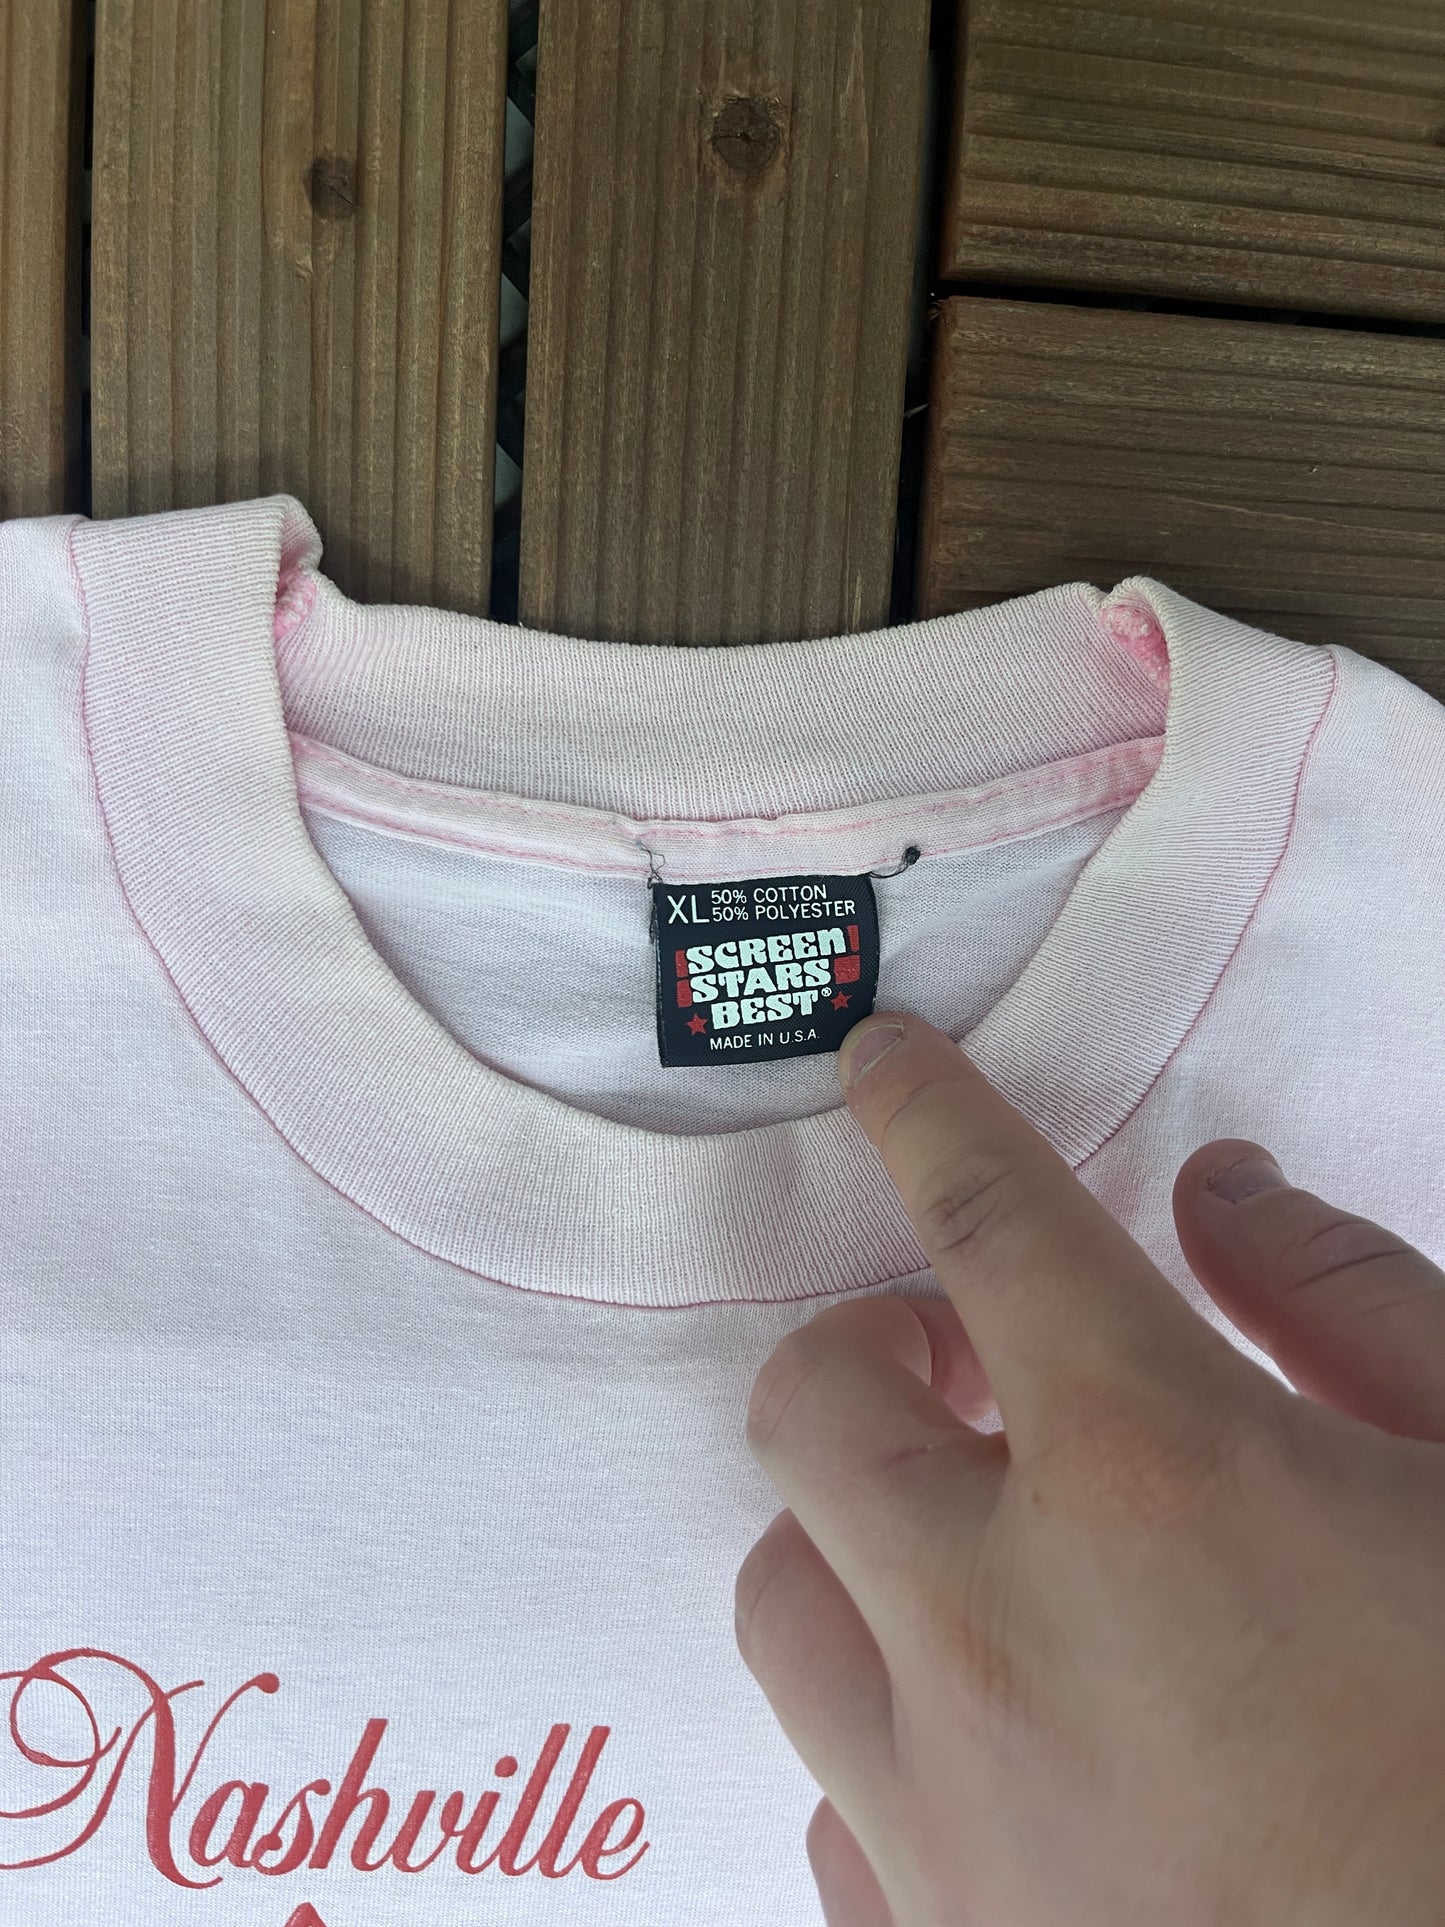 XL 50% COTTON
50% POLYESTER
SCREEN
STARS
BEST®
MADE IN U.S.A.
Nashville